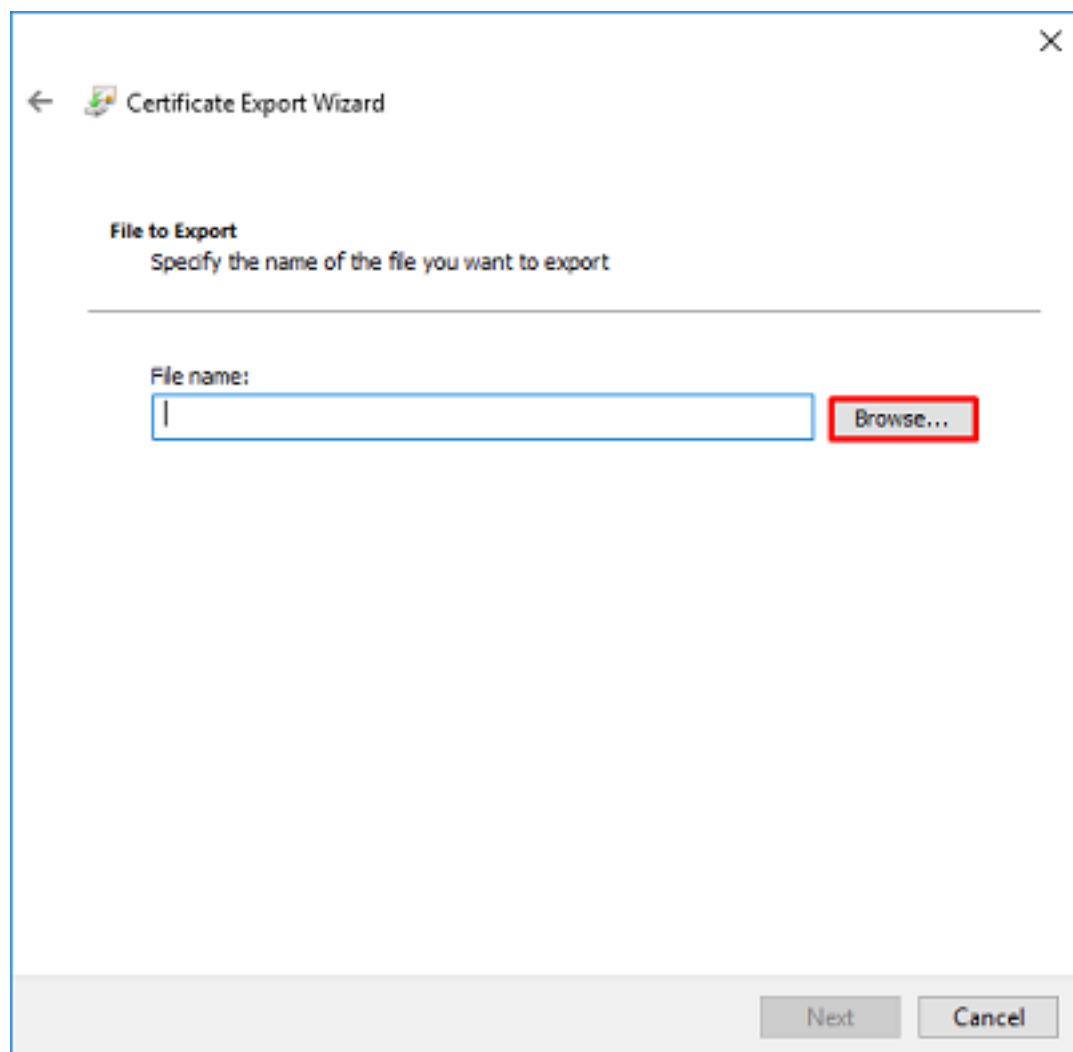 Certificate Export Wizard
File to Export
Specify the name of the file you want to export
File name:
Browse...
Next
Cancel